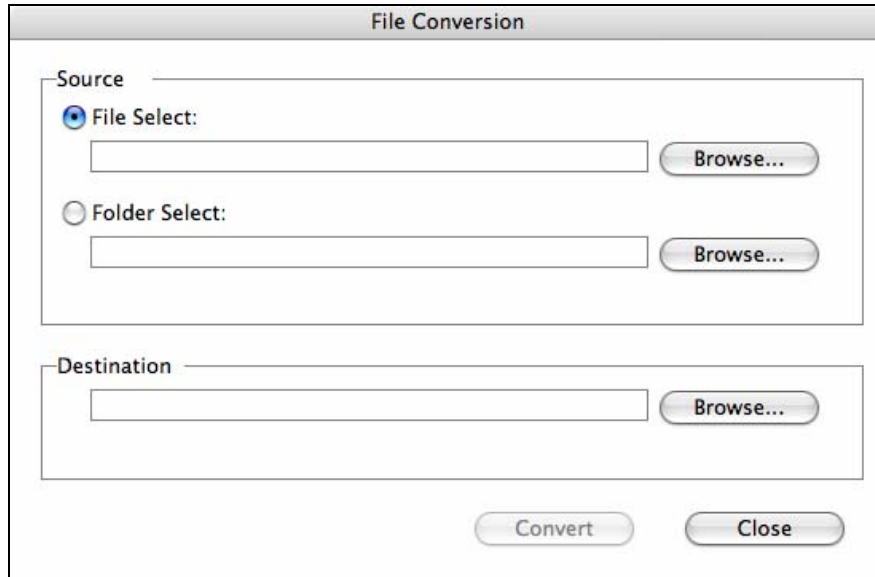 File Conversion
Source
File Select:
Browse...
Folder Select:
Browse...
Destination
Browse...
Convert
Close